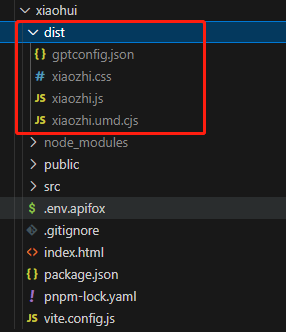 xiaohui
dist
gptconfig.json
xiaozhi.css
JS xiaozhi.js
JS xiaozhi.umd.cjs
node_modules
public
src
$ .env.apifox
.gitignore
index.html
package.json
pnpm-lock.yaml
JS vite.config.js